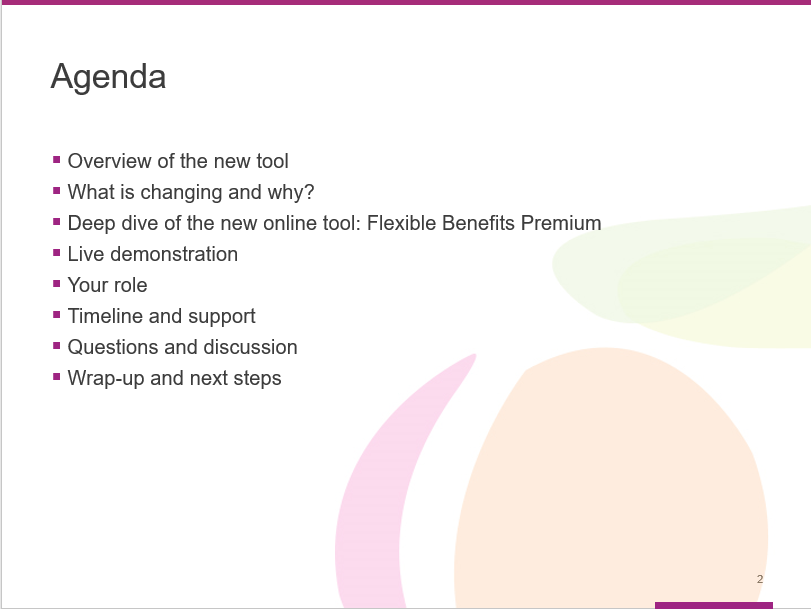 Agenda
Overview of the new tool
What is changing and why?
Deep dive of the new online tool: Flexible Benefits Premium
Live demonstration
Your role
Timeline and support
Questions and discussion
Wrap-up and next steps
2